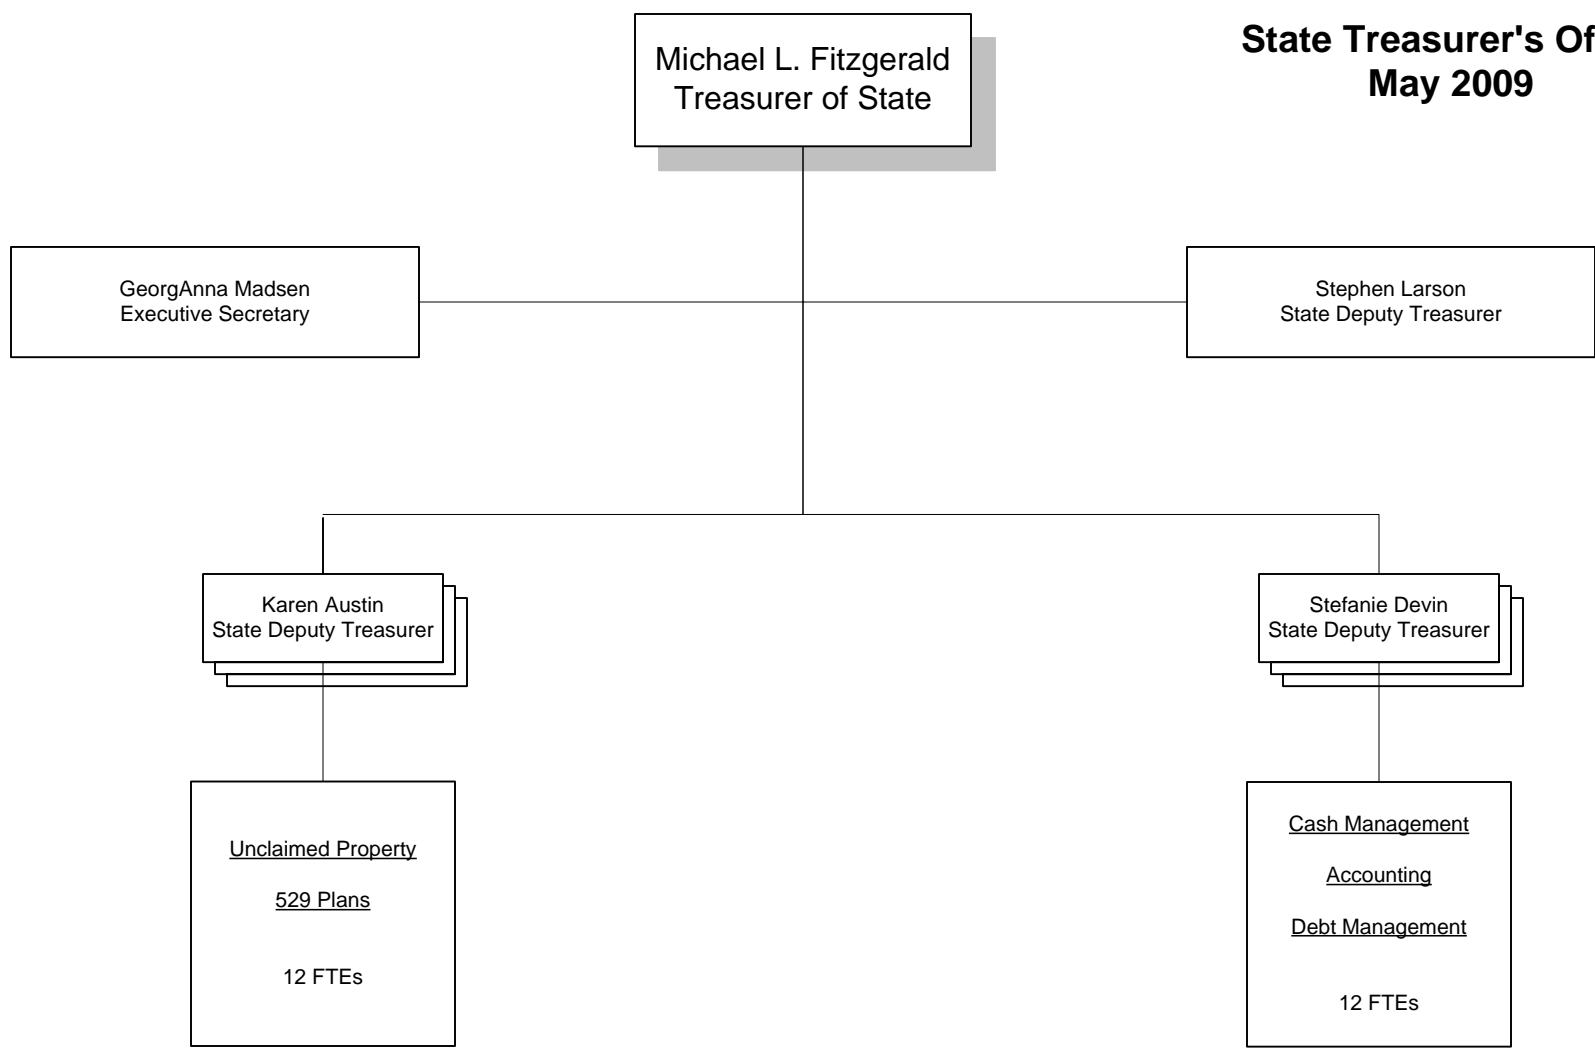 Michael L. Fitzgerald
Treasurer of State
State Treasurer's Of
May 2009
GeorgAnna Madsen
Executive Secretary
Stephen Larson
State Deputy Treasurer
Karen Austin
State Deputy Treasurer
Stefanie Devin
State Deputy Treasurer
Unclaimed Property
529 Plans
12 FTEs
Cash Management
Accounting
Debt Management
12 FTEs